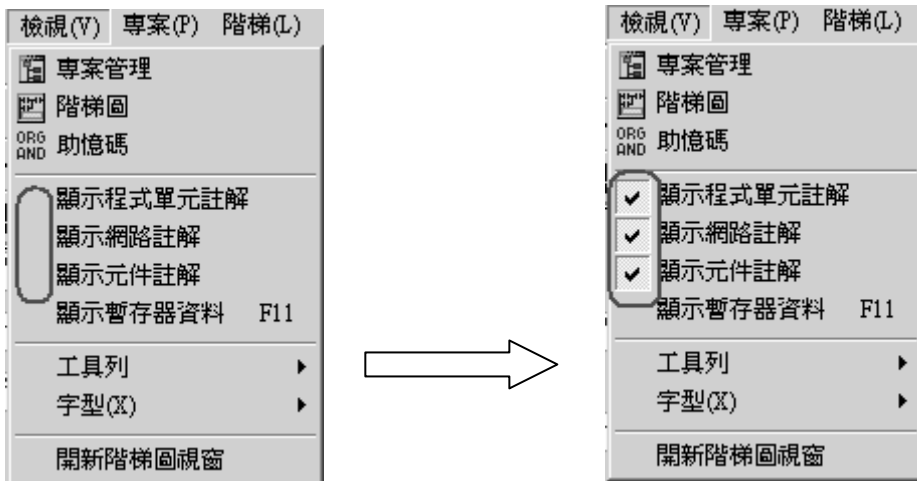 檢視(V) 專案(P) 階梯(L)
專案管理
階梯圖
ORG AND 助憶碼
顯示程式單元註解
顯示網路註解
顯示元件註解
顯示暫存器資料 F11
工具列
字型(X)
開新階梯圖視窗
檢視(V) 專案(P) 階梯(L)
專案管理
階梯圖
ORG AND 助憶碼
顯示程式單元註解
顯示網路註解
顯示元件註解
顯示暫存器資料 F11
工具列
字型(X)
開新階梯圖視窗